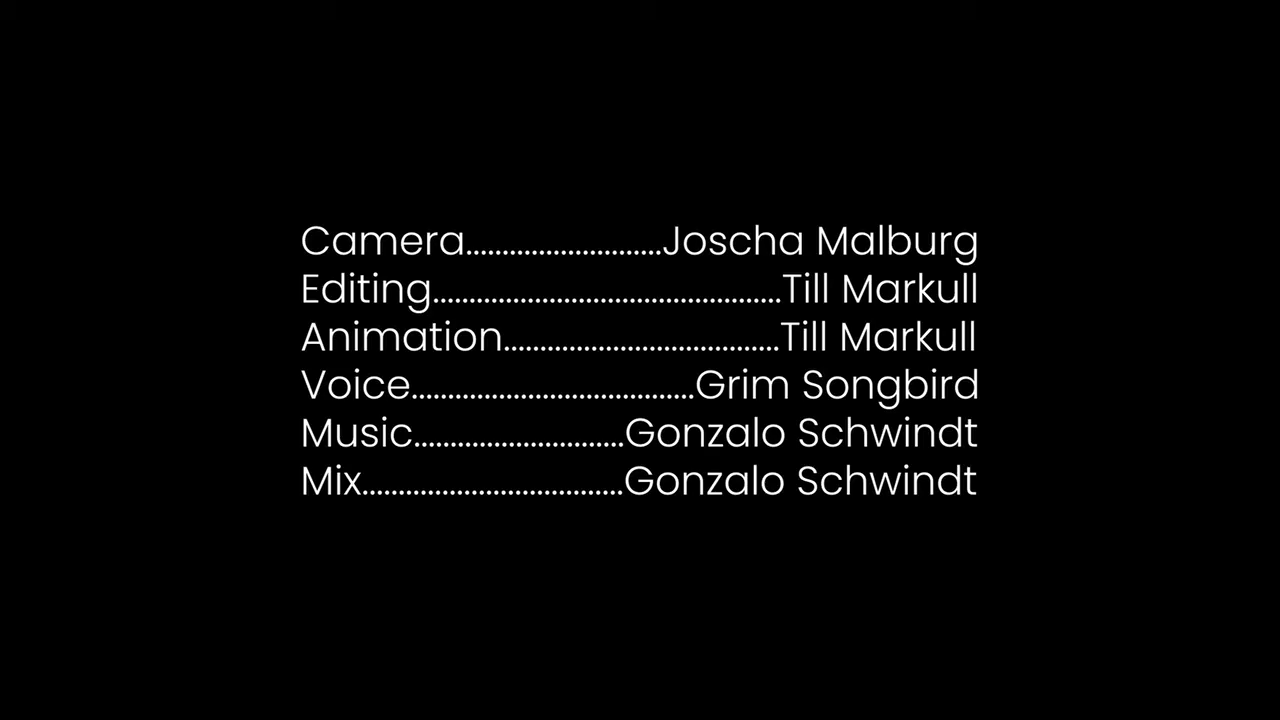 Camera...........................Joscha Malburg
Editing................................................Till Markull
Animation......................................Till Markull
Voice.......................................Grim Songbird
Music.............................Gonzalo Schwindt
Mix....................................Gonzalo Schwindt